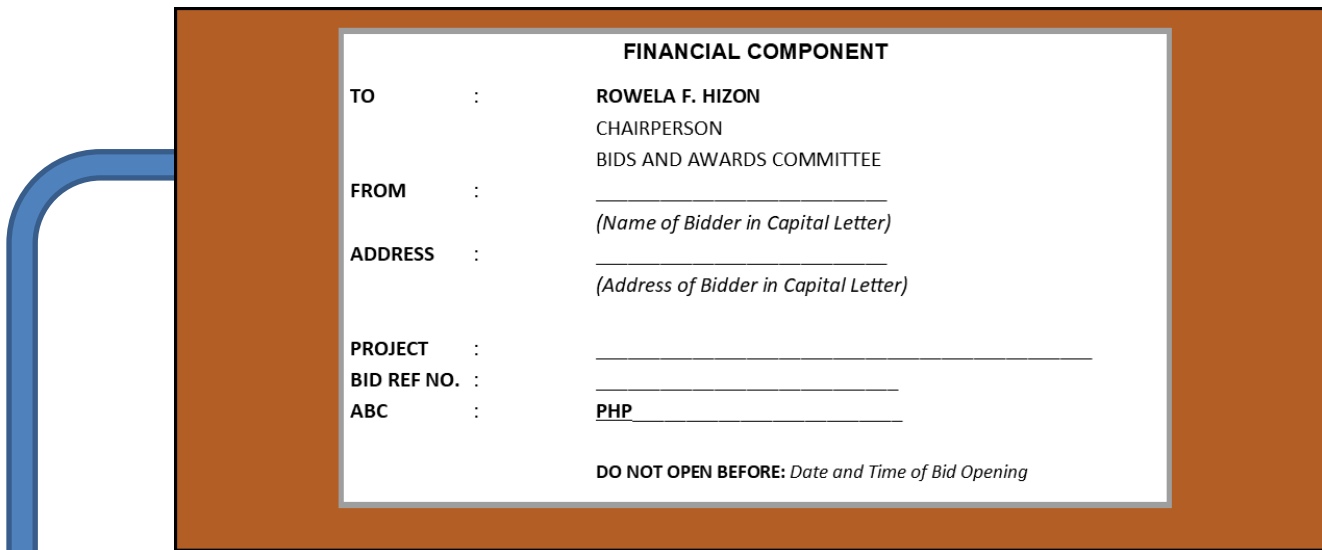 FINANCIAL COMPONENT
TO : ROWELA F. HIZON
CHAIRPERSON
BIDS AND AWARDS COMMITTEE
FROM : ___________________________
(Name of Bidder in Capital Letter)
ADDRESS : ___________________________
(Address of Bidder in Capital Letter)
PROJECT : ______________________________________________
BID REF NO. : ____________________________
ABC : PHP_________________________
DO NOT OPEN BEFORE: Date and Time of Bid Opening